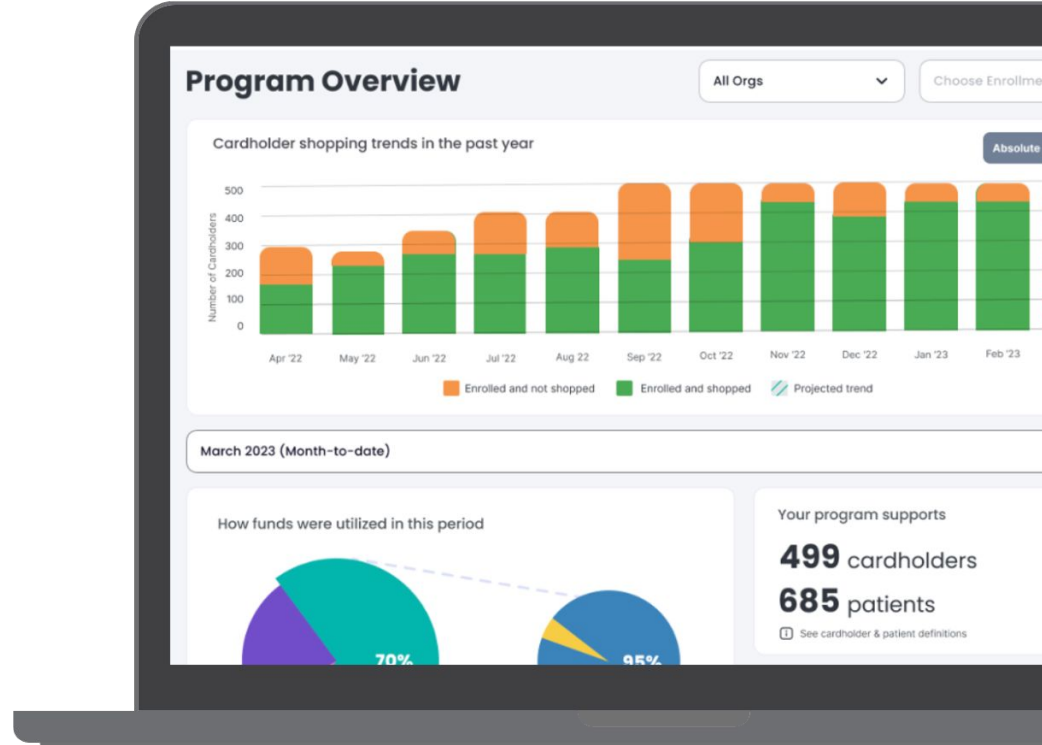 Program Overview
All Orgs
Choose Enrollme
Cardholder shopping trends in the past year
Absolute
Number of Cardholders
500
400
300
200
100
0
Apr '22 May '22 Jun '22 Jul '22 Aug 22 Sep '22 Oct '22 Nov '22 Dec '22 Jan '23 Feb '23
Enrolled and not shopped Enrolled and shopped Projected trend
March 2023 (Month-to-date)
How funds were utilized in this period
70%
95%
Your program supports
499 cardholders
685 patients
See cardholder & patient definitions